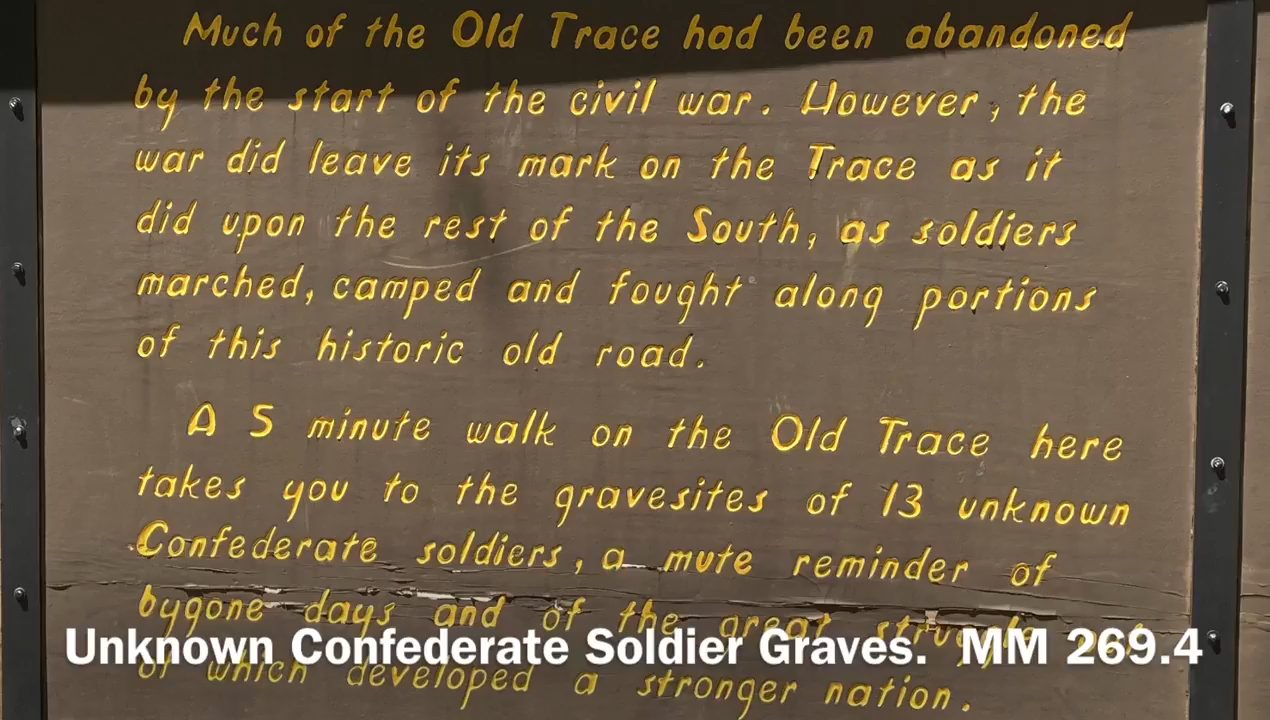 Much of the Old Trace had been abandoned
by the start of the civil war. However, the
war did leave its mark on the Trace as it
did upon the rest of the South, as soldiers
marched, camped and fought along portions
of this historic old road.
A 5 minute walk on the Old Trace here
takes you to the gravesites of 13 unknown
Confederate soldiers, a mute reminder of
bygone days and of the great struggle
of which developed a stronger nation.
Unknown Confederate Soldier Graves. MM 269.4